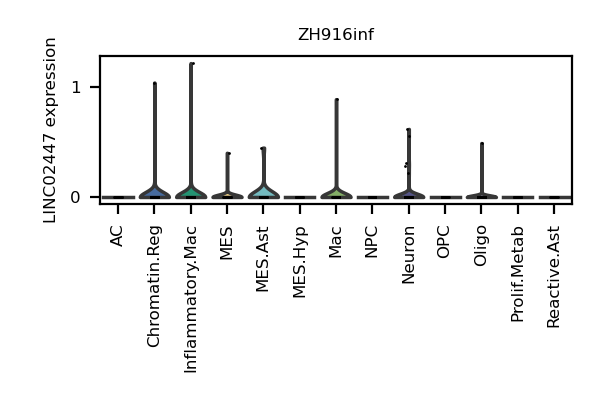 ZH916inf
LINC02447 expression
1
0
AC
Chromatin.Reg
Inflammatory.Mac
MES
MES.Ast
MES.Hyp
Mac
NPC
Neuron
OPC
Oligo
Prolif.Metab
Reactive.Ast